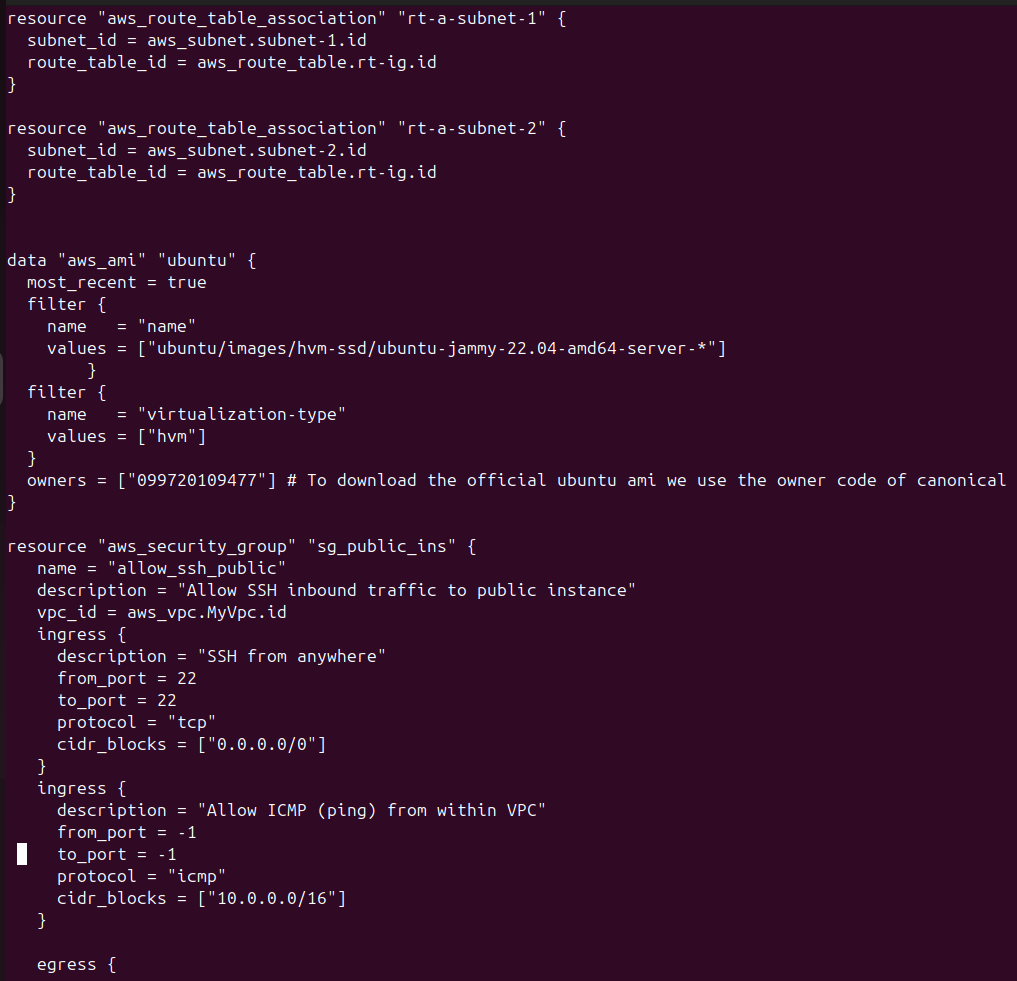 resource "aws_route_table_association" "rt-a-subnet-1" {
  subnet_id = aws_subnet.subnet-1.id
  route_table_id = aws_route_table.rt-ig.id
}

resource "aws_route_table_association" "rt-a-subnet-2" {
  subnet_id = aws_subnet.subnet-2.id
  route_table_id = aws_route_table.rt-ig.id
}


data "aws_ami" "ubuntu" {
  most_recent = true
  filter {
    name   = "name"
    values = ["ubuntu/images/hvm-ssd/ubuntu-jammy-22.04-amd64-server-*"]
        }
  filter {
    name   = "virtualization-type"
    values = ["hvm"]
  }
  owners = ["099720109477"] # To download the official ubuntu ami we use the owner code of canonical
}

resource "aws_security_group" "sg_public_ins" {
   name = "allow_ssh_public"
   description = "Allow SSH inbound traffic to public instance"
   vpc_id = aws_vpc.MyVpc.id
   ingress {
     description = "SSH from anywhere"
     from_port = 22
     to_port = 22
     protocol = "tcp"
     cidr_blocks = ["0.0.0.0/0"]
   }
   ingress {
     description = "Allow ICMP (ping) from within VPC"
     from_port = -1
     to_port = -1
     protocol = "icmp"
     cidr_blocks = ["10.0.0.0/16"]
   }

   egress {